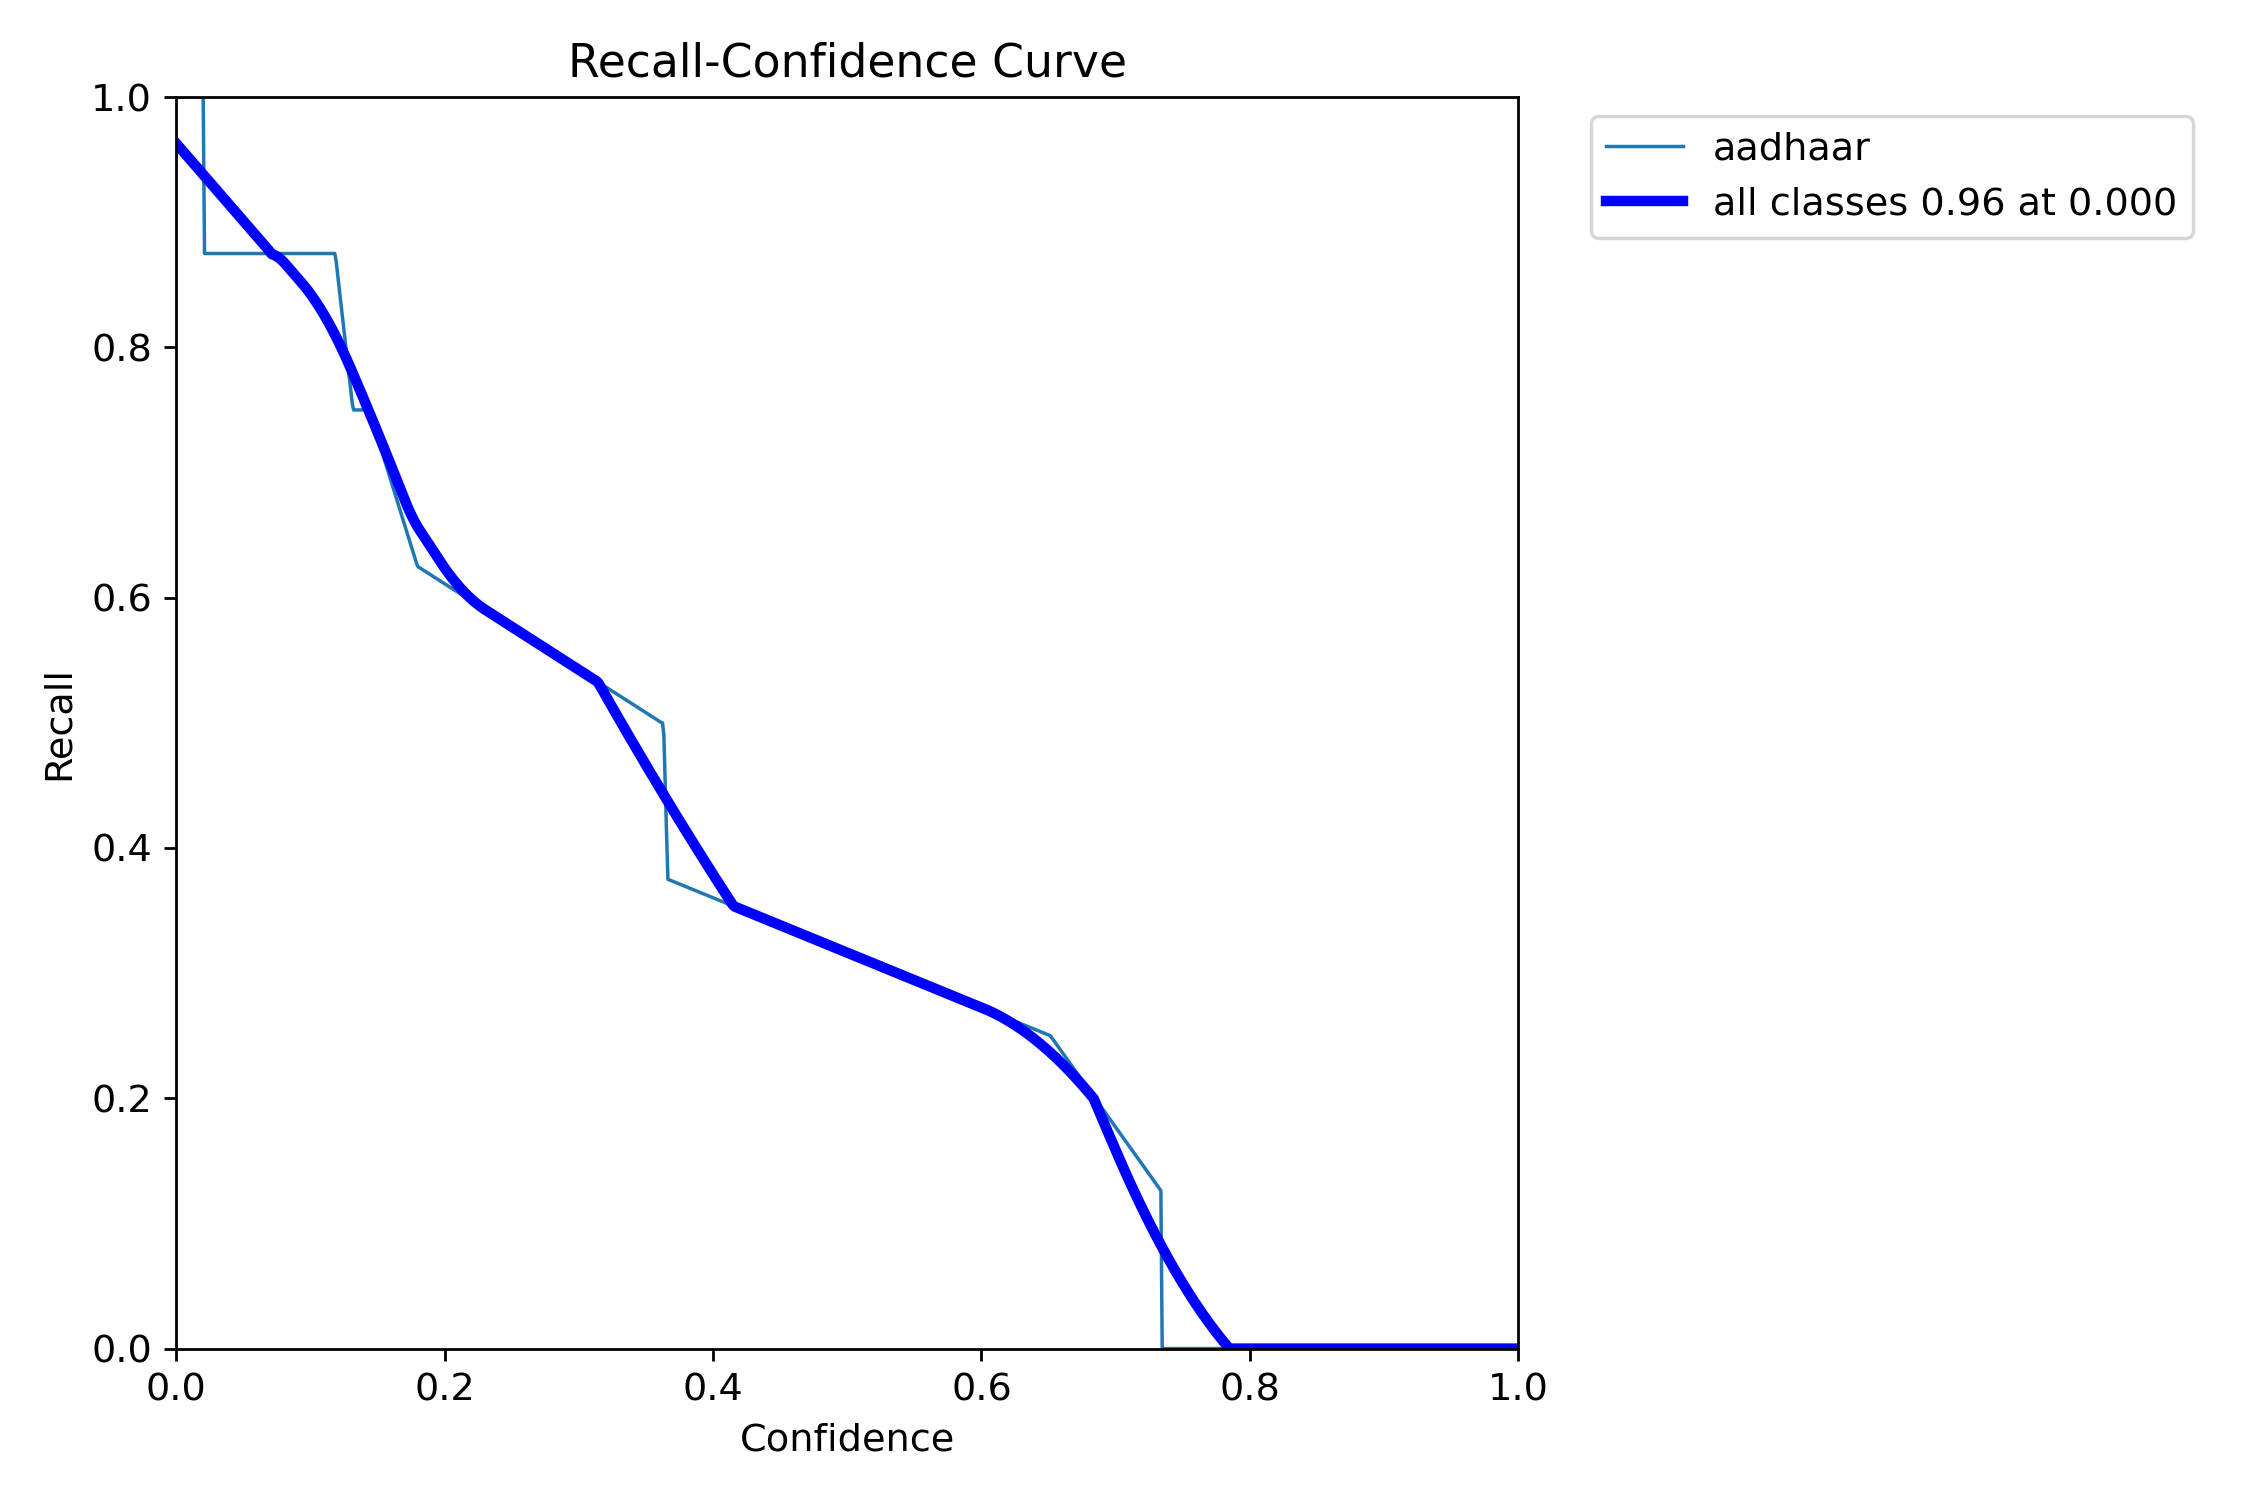 Recall-Confidence Curve
aadhaar
all classes 0.96 at 0.000
1.0
0.8
0.6
0.4
0.2
0.0
Recall
0.0 0.2 0.4 0.6 0.8 1.0
Confidence